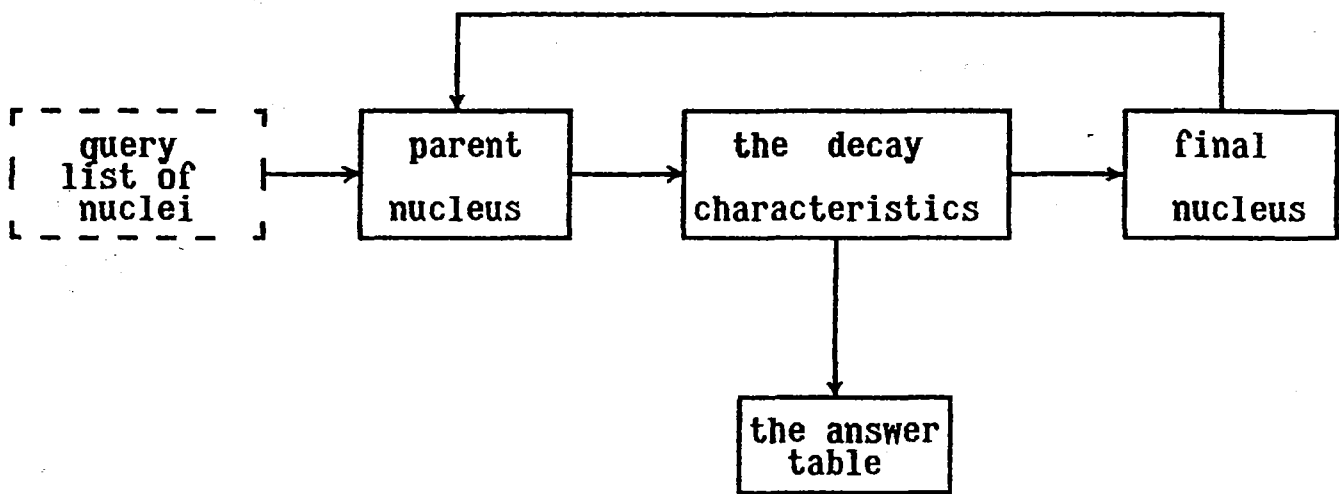 query
list of
nuclei
parent
nucleus
the decay
characteristics
final
nucleus
the answer
table